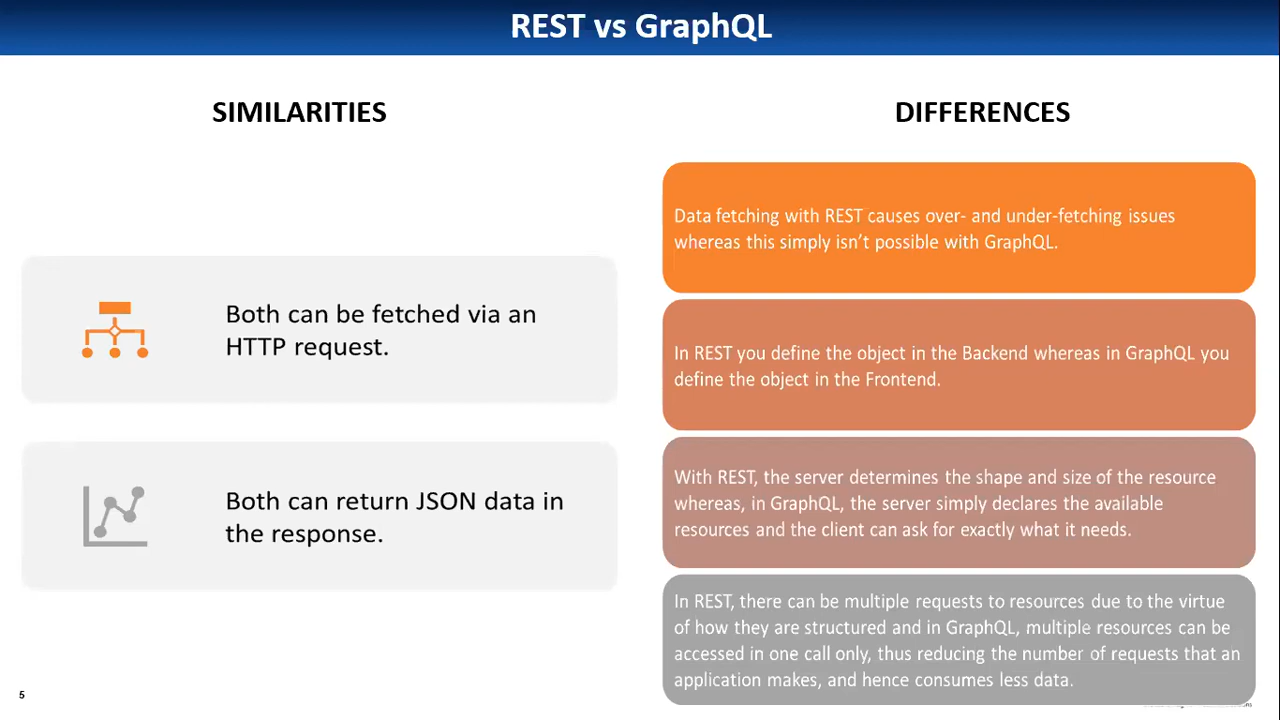 REST vs GraphQL
SIMILARITIES
Both can be fetched via an
HTTP request.
Both can return JSON data in
the response.
DIFFERENCES
Data fetching with REST causes over- and under-fetching issues
whereas this simply isn’t possible with GraphQL.
In REST you define the object in the Backend whereas in GraphQL you
define the object in the Frontend.
With REST, the server determines the shape and size of the resource
whereas, in GraphQL, the server simply declares the available
resources and the client can ask for exactly what it needs.
In REST, there can be multiple requests to resources due to the virtue
of how they are structured and in GraphQL, multiple resources can be
accessed in one call only, thus reducing the number of requests that an
application makes, and hence consumes less data.
5